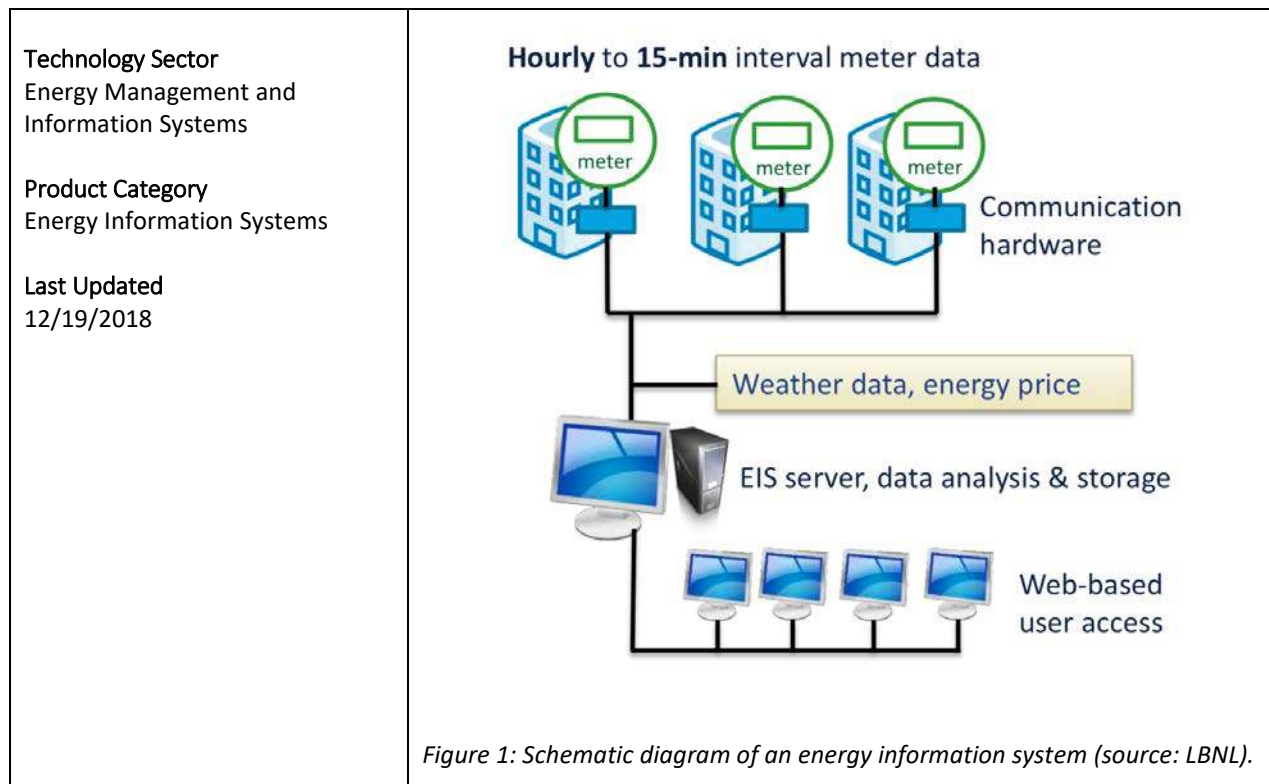 Technology Sector
Energy Management and
Information Systems
Product Category
Energy Information Systems
Last Updated
12/19/2018
Hourly to 15-min interval meter data
meter
meter
meter
Communication
hardware
Weather data, energy price
EIS server, data analysis & storage
Web-based
user access
Figure 1: Schematic diagram of an energy information system (source: LBNL).